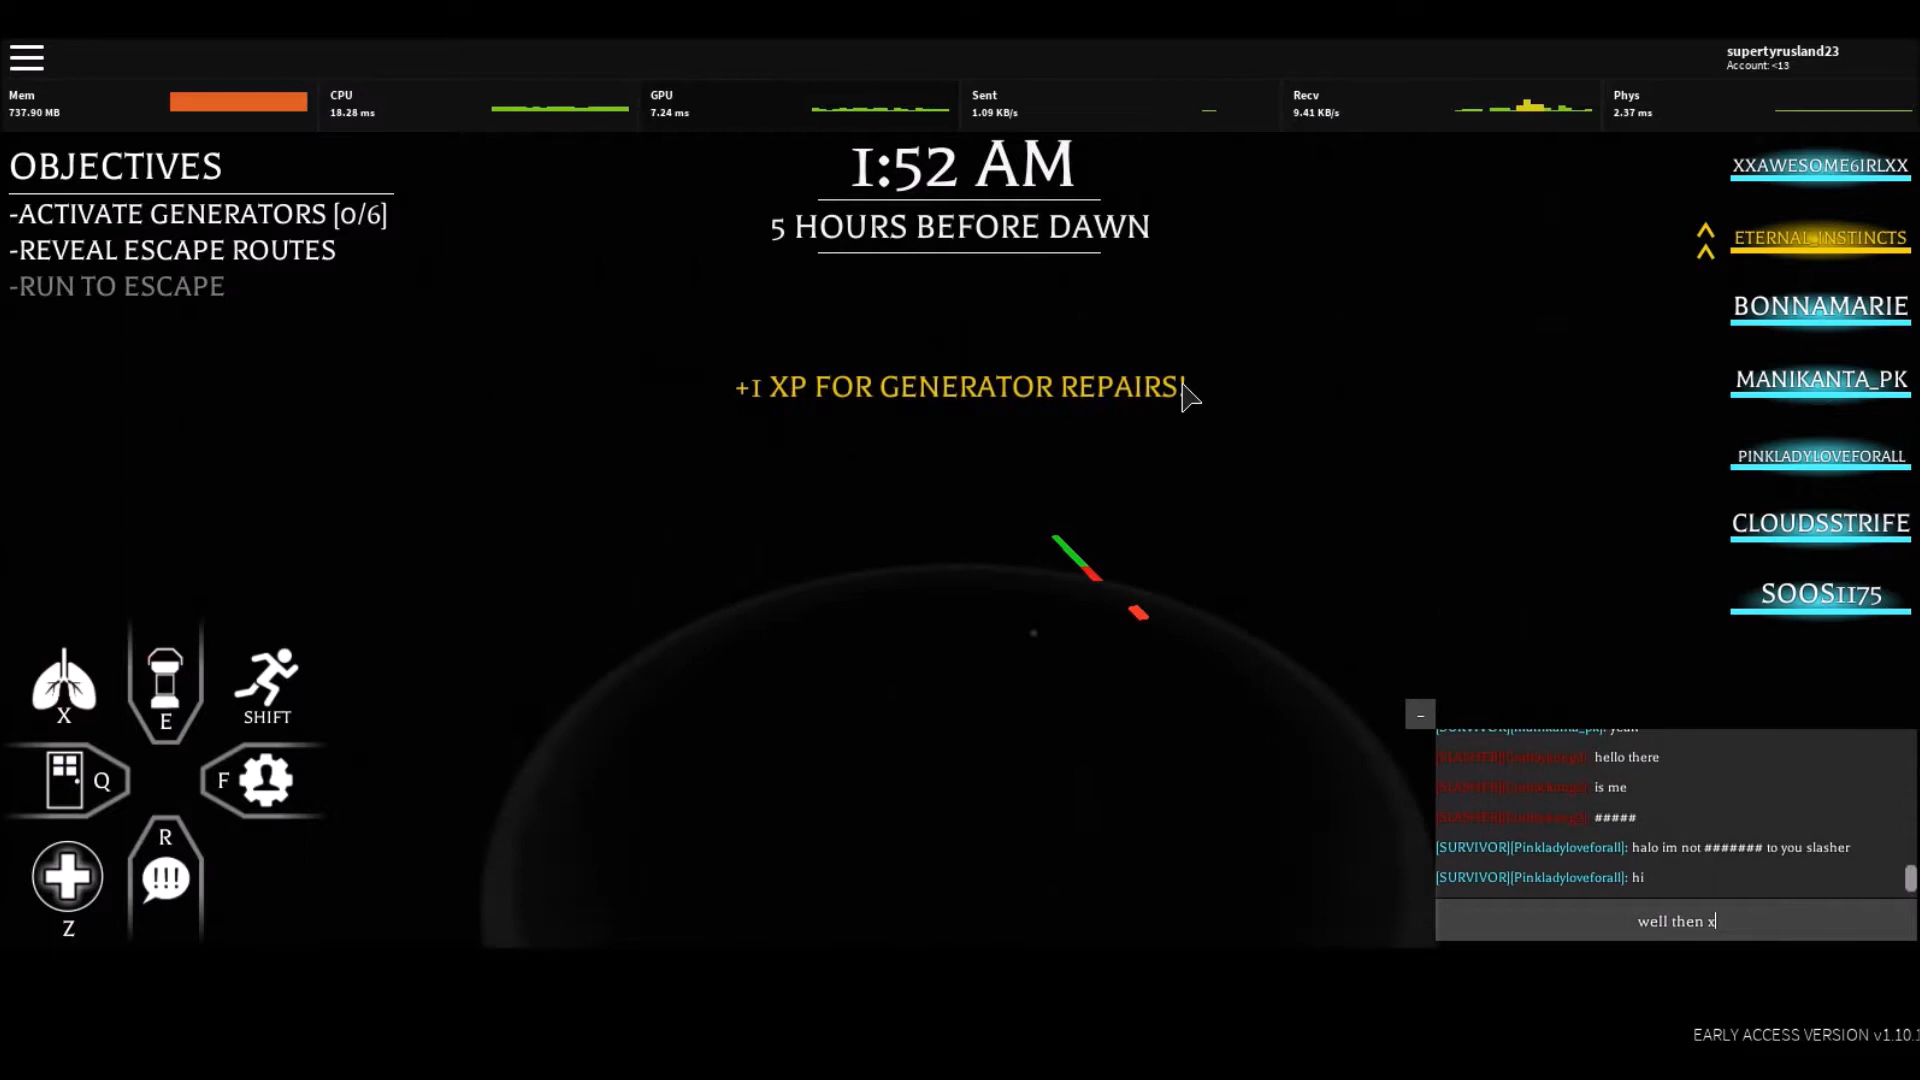 supertyrusland23
Account: <13
Mem
737.90 MB
CPU
18.28 ms
GPU
7.24 ms
Sent
1.09 KB/s
Recv
9.41 KB/s
Phys
2.37 ms
OBJECTIVES
-ACTIVATE GENERATORS [0/6]
-REVEAL ESCAPE ROUTES
-RUN TO ESCAPE
1:52 AM
5 HOURS BEFORE DAWN
+1 XP FOR GENERATOR REPAIRS!
XXAWESOME6IRLXX
ETERNAL_INSTINCTS
BONNAMARIE
MANIKANTA_PK
PINKLADYLOVEFORALL
CLOUDSSTRIFE
SOOS1175
X
E
SHIFT
Q
F
R
!!!
Z
[SURVIVOR][manikanta_pk]: yeah
hello there
is me
#####
[SURVIVOR][Pinkladyloveforall]: halo im not ####### to you slasher
[SURVIVOR][Pinkladyloveforall]: hi
well then x
EARLY ACCESS VERSION v1.10.1